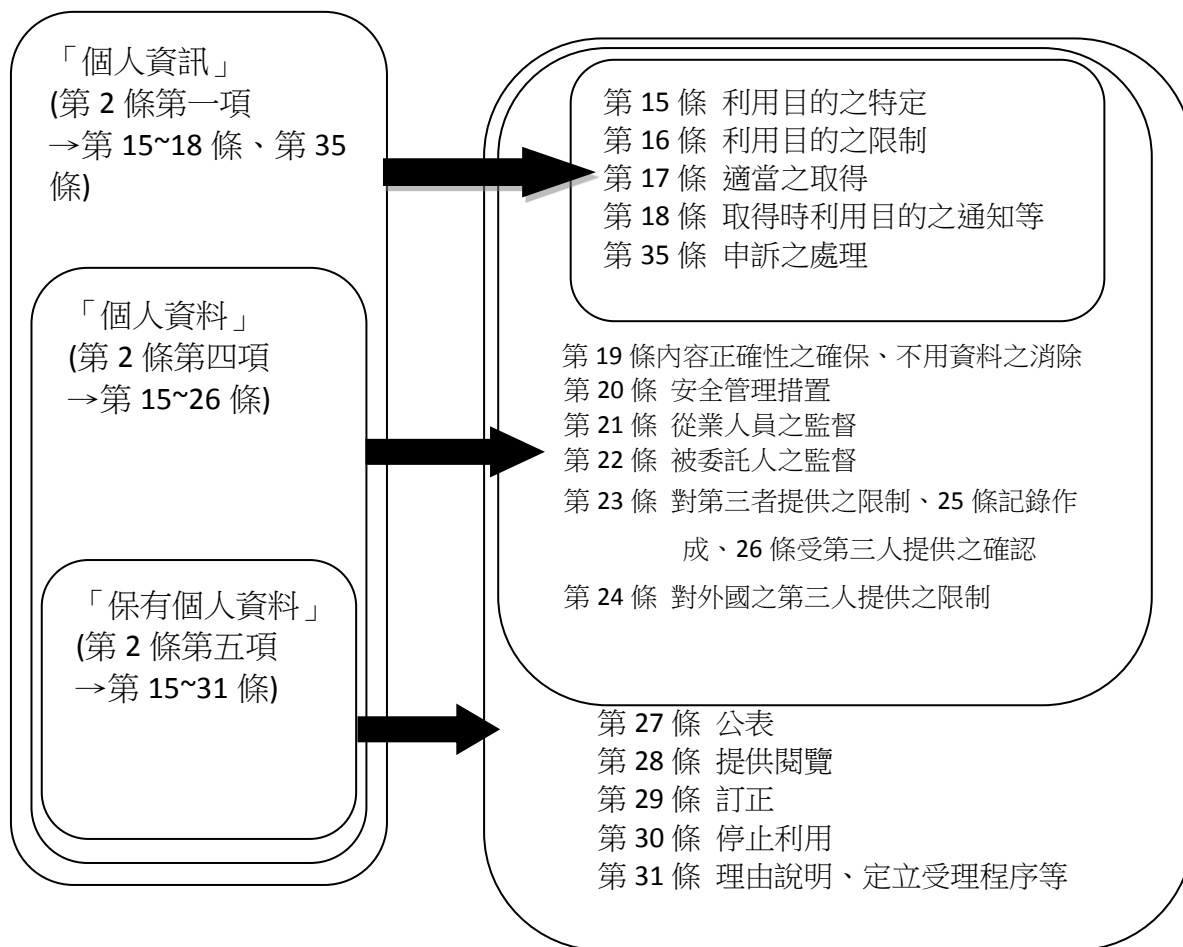 「個人資訊」
(第 2 條第一項
→第 15~18 條、第 35
條)
「個人資料」
(第 2 條第四項
→第 15~26 條)
「保有個人資料」
(第 2 條第五項
→第 15~31 條)
第 15 條 利用目的之特定
第 16 條 利用目的之限制
第 17 條 適當之取得
第 18 條 取得時利用目的之通知等
第 35 條 申訴之處理
第 19 條內容正確性之確保、不用資料之消除
第 20 條 安全管理措置
第 21 條 從業人員之監督
第 22 條 被委託人之監督
第 23 條 對第三者提供之限制、25 條記錄作
成、26 條受第三人提供之確認
第 24 條 對外國之第三人提供之限制
第 27 條 公表
第 28 條 提供閱覽
第 29 條 訂正
第 30 條 停止利用
第 31 條 理由說明、定立受理程序等